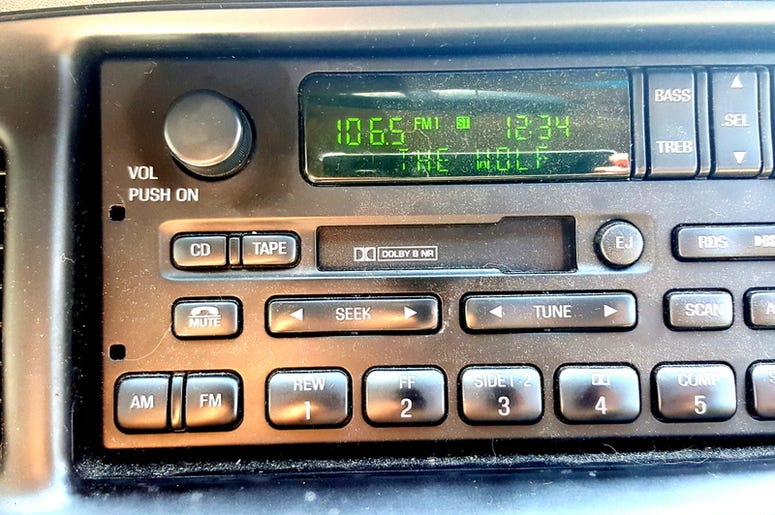 106.5 FM1 ST 12:34
THE WOLF
BASS
TREB
SEL
VOL
PUSH ON
CD TAPE
DOLBY B NR
EJ
RDS
MUTE
SEEK
TUNE
SCAN
AM FM
REW
1
FF
2
SIDE 1-2
3
4
COMP
5